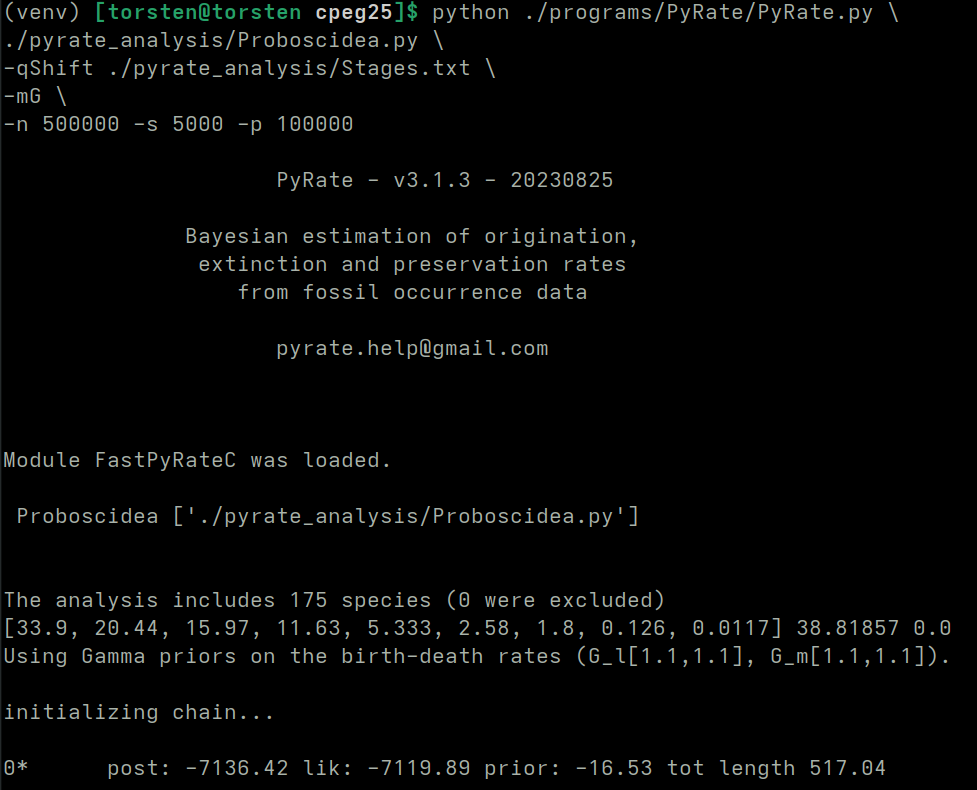 (venv) [torsten@torsten cpeg25]$ python ./programs/PyRate/PyRate.py \
./pyrate_analysis/Proboscidea.py \
-qShift ./pyrate_analysis/Stages.txt \
-mG \
-n 500000 -s 5000 -p 100000
PyRate - v3.1.3 - 20230825
Bayesian estimation of origination,
extinction and preservation rates
from fossil occurrence data
pyrate.help@gmail.com
Module FastPyRateC was loaded.
Proboscidea ['./pyrate_analysis/Proboscidea.py']
The analysis includes 175 species (0 were excluded)
[33.9, 20.44, 15.97, 11.63, 5.333, 2.58, 1.8, 0.126, 0.0117] 38.81857 0.0
Using Gamma priors on the birth-death rates (G_l[1.1,1.1], G_m[1.1,1.1]).
initializing chain...
0* post: -7136.42 lik: -7119.89 prior: -16.53 tot length 517.04